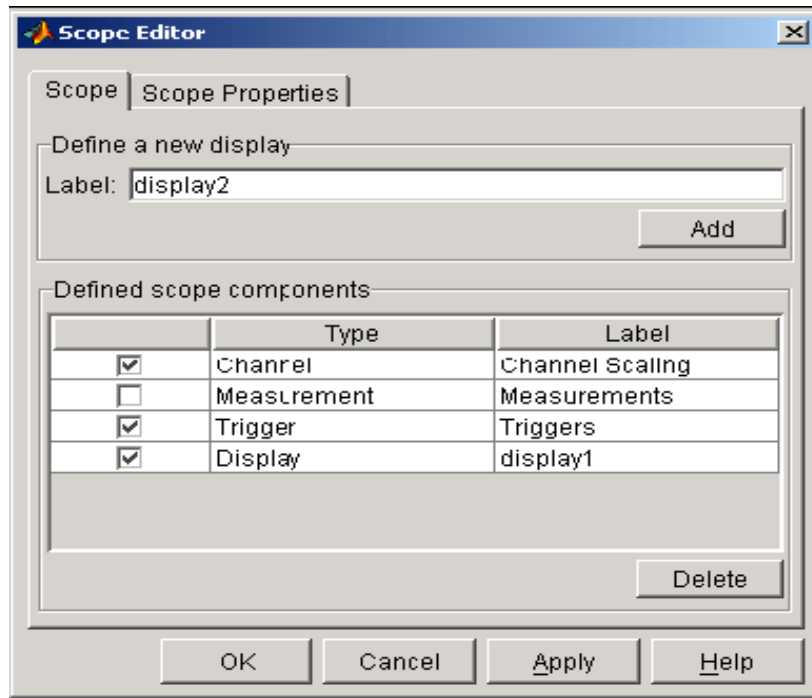 Scope Editor
Scope Scope Properties
Define a new display
Label: display2
Add
Defined scope components
Type Label
Channel Channel Scaling
Measurement Measurements
Trigger Triggers
Display display1
Delete
OK Cancel Apply Help